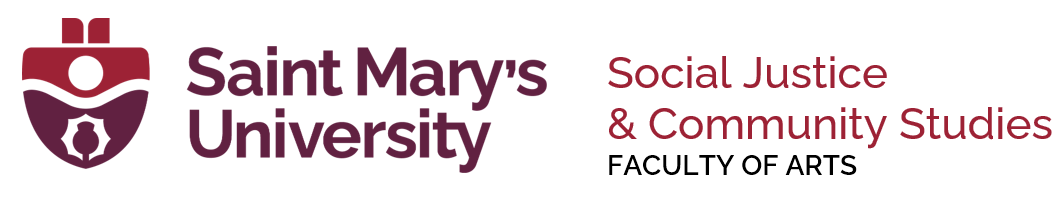 Saint Mary's
University
Social Justice
& Community Studies
FACULTY OF ARTS